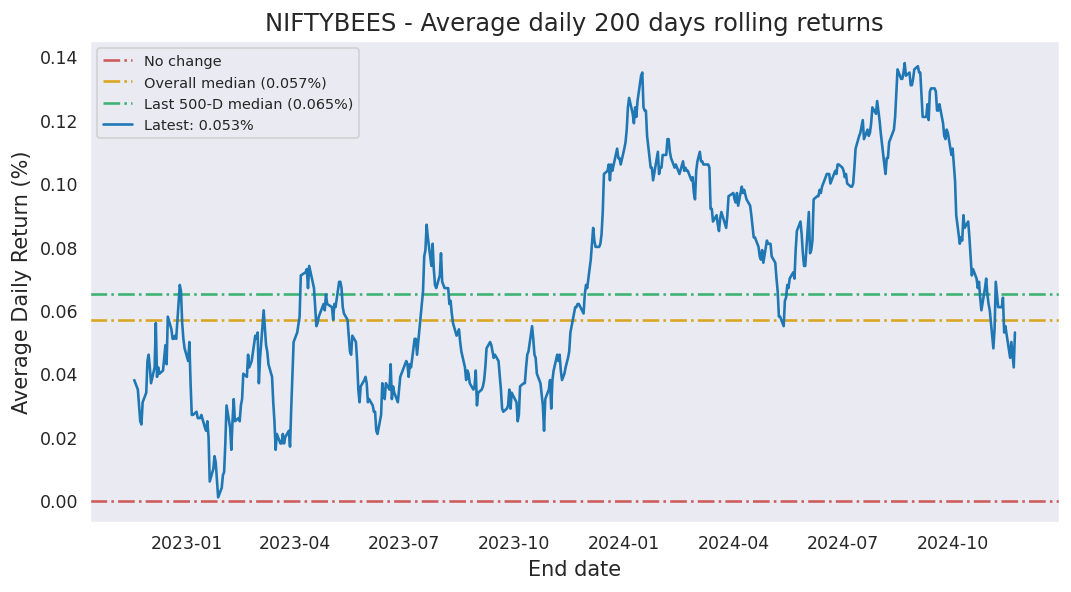 NIFTYBEES - Average daily 200 days rolling returns
No change
Overall median (0.057%)
Last 500-D median (0.065%)
Latest: 0.053%
Average Daily Return (%)
0.14
0.12
0.10
0.08
0.06
0.04
0.02
0.00
2023-01 2023-04 2023-07 2023-10 2024-01 2024-04 2024-07 2024-10
End date